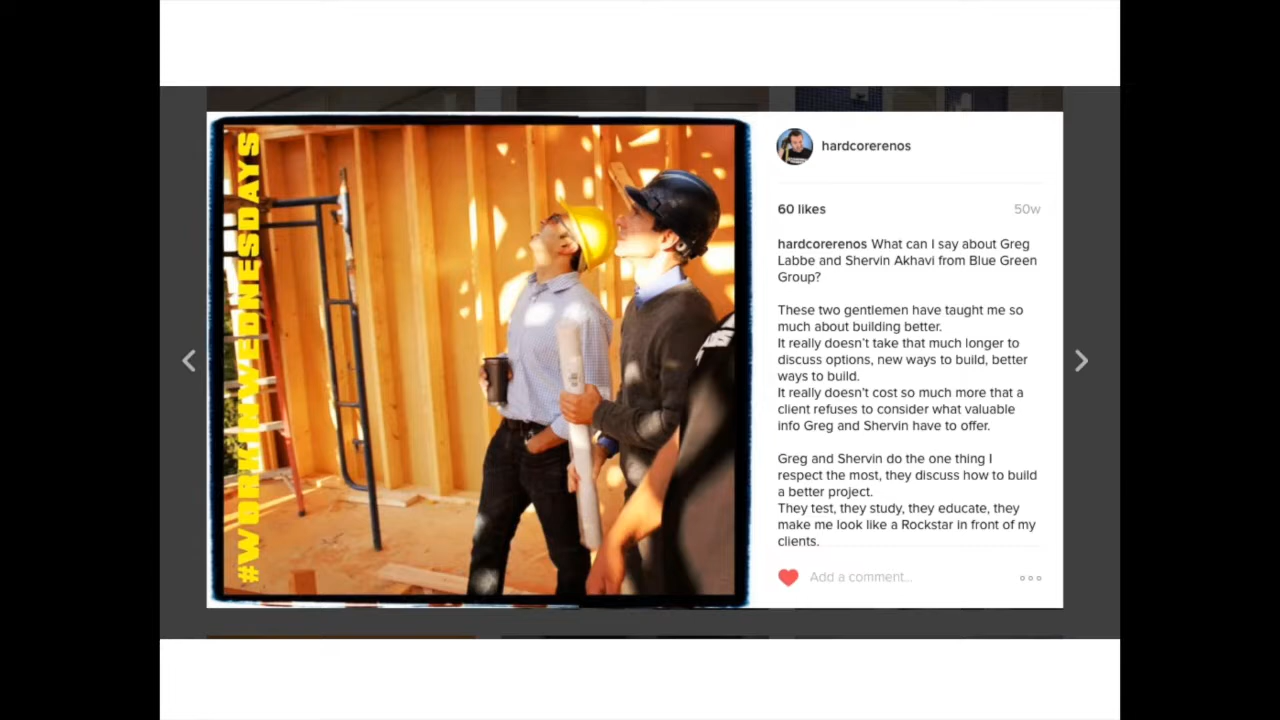 #WORKINWEDNESDAYS
hardcorerenos
60 likes
50w
hardcorerenos What can I say about Greg
Labbe and Shervin Akhavi from Blue Green
Group?
These two gentlemen have taught me so
much about building better.
It really doesn't take that much longer to
discuss options, new ways to build, better
ways to build.
It really doesn't cost so much more that a
client refuses to consider what valuable
info Greg and Shervin have to offer.
Greg and Shervin do the one thing I
respect the most, they discuss how to build
a better project.
They test, they study, they educate, they
make me look like a Rockstar in front of my
clients.
Add a comment...